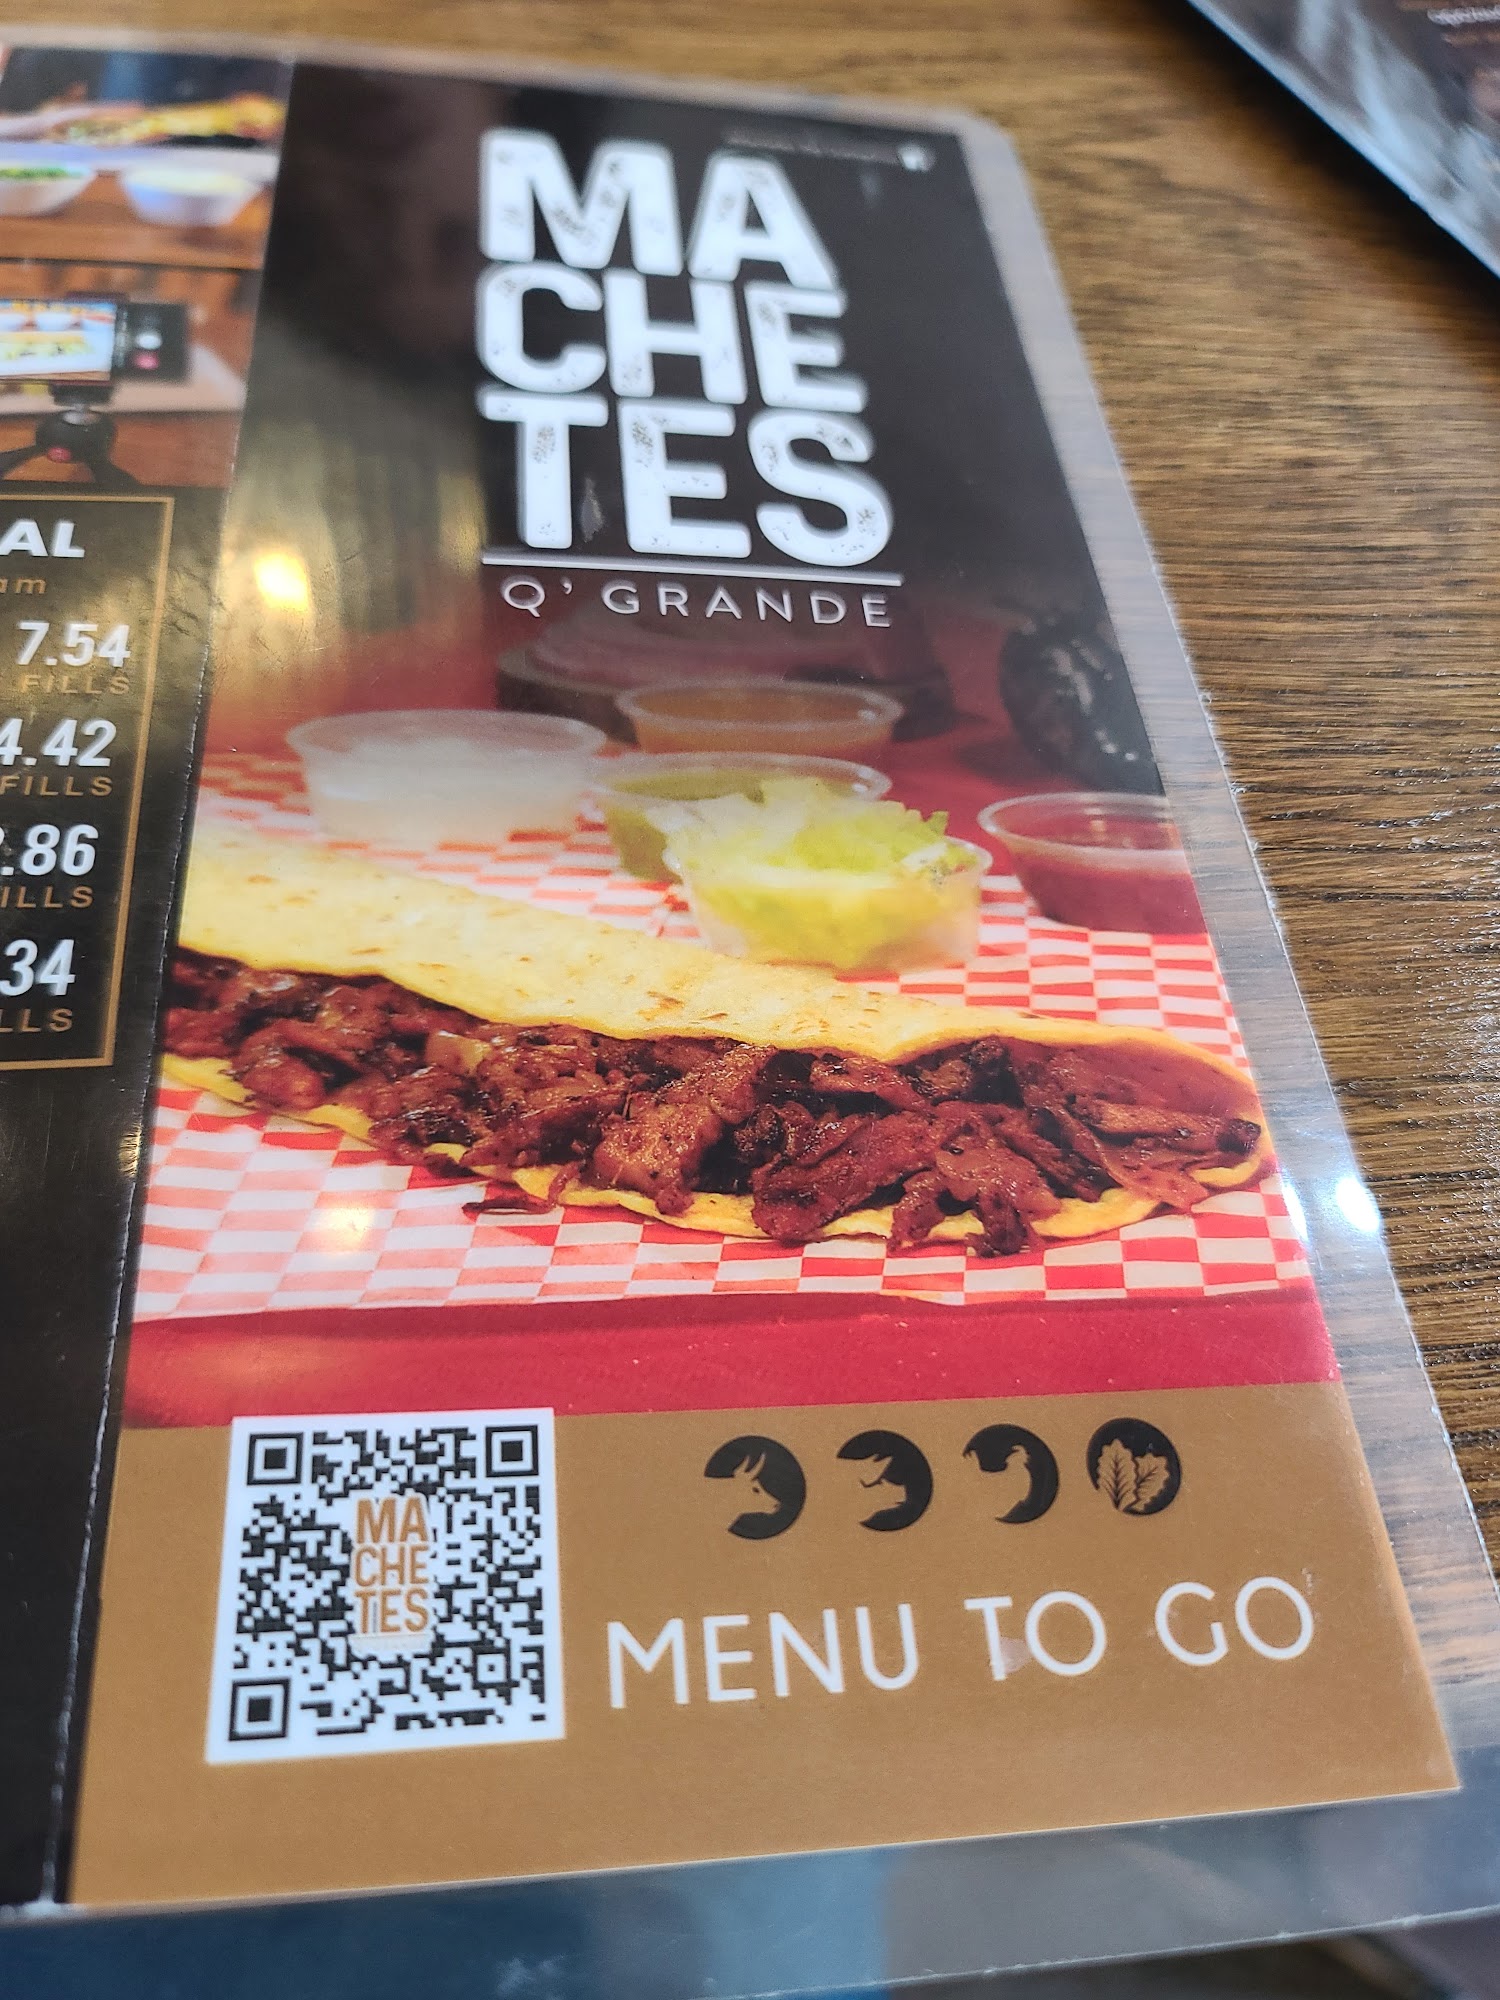 MA
CHE
TES
Q' GRANDE
AL
am
7.54
FILLS
4.42
FILLS
.86
ILLS
.34
LLS
MA
CHE
TES
MENU TO GO